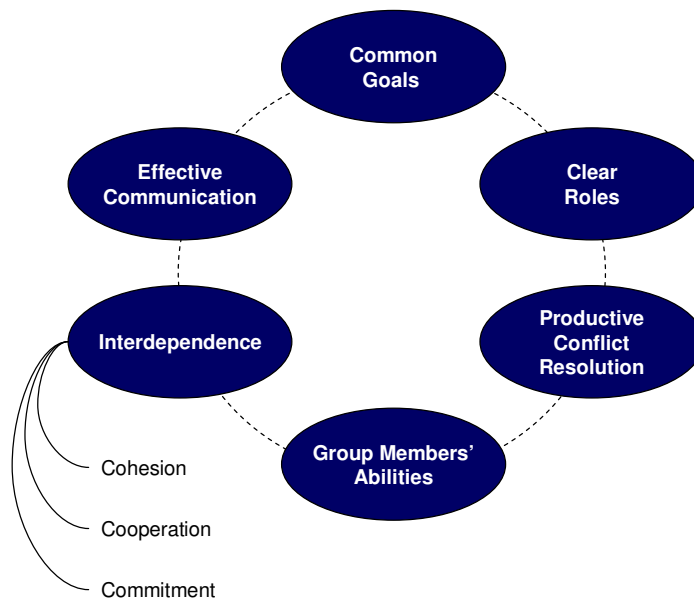 Common
Goals
Effective
Communication
Clear
Roles
Interdependence
Productive
Conflict
Resolution
Group Members’
Abilities
Cohesion
Cooperation
Commitment